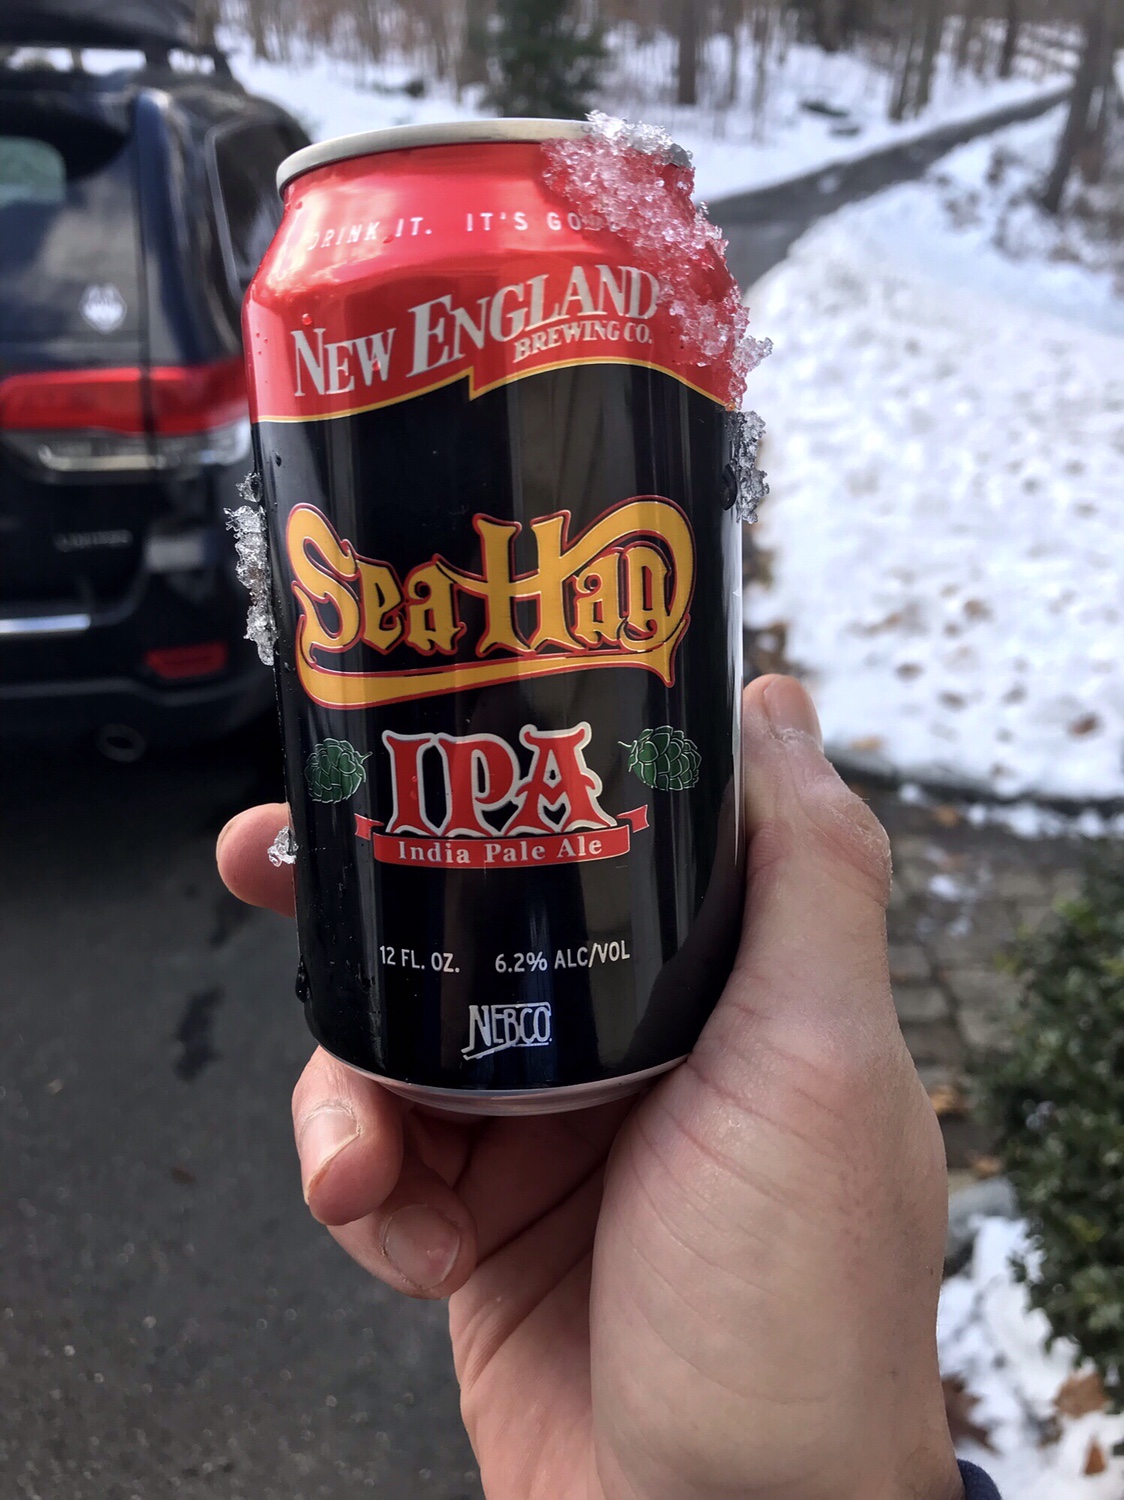 DRINK IT. IT'S GO
NEW ENGLAND
BREWING CO.
Sea Hag
IPA
India Pale Ale
12 FL. OZ. 6.2% ALC/VOL
NEBCO